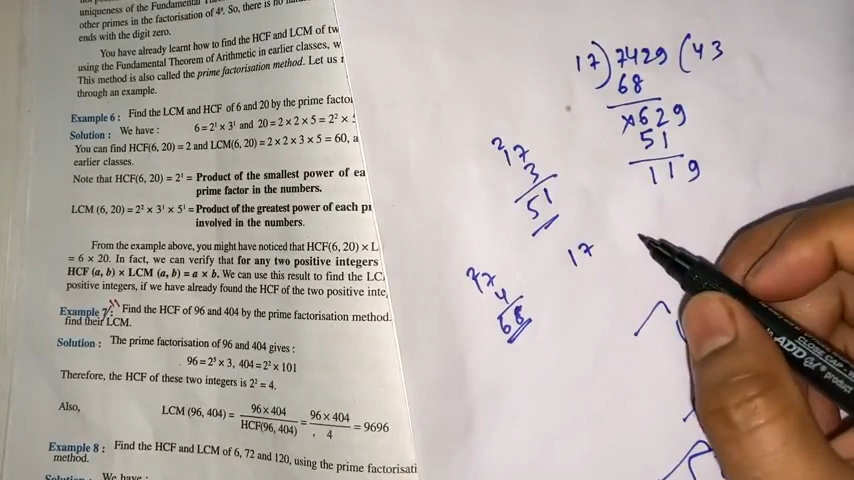 uniqueness of the Fundamental
other primes in the factorisation of 4ⁿ. So, there is no
ends with the digit zero.
You have already learnt how to find the HCF and LCM of
using the Fundamental Theorem of Arithmetic in earlier classes,
This method is also called the prime factorisation method. Let us
through an example.
Example 6 : Find the LCM and HCF of 6 and 20 by the prime
Solution : We have : 6 = 2¹ × 3¹ and 20 = 2 × 2 × 5 = 2² ×
You can find HCF(6, 20) = 2 and LCM(6, 20) = 2 × 2 × 3 × 5 = 60,
earlier classes.
Note that HCF(6, 20) = 2¹ = Product of the smallest power of
prime factor in the numbers.
LCM (6, 20) = 2² × 3¹ × 5¹ = Product of the greatest power of each
involved in the numbers.
From the example above, you might have noticed that HCF(6, 20) ×
= 6 × 20. In fact, we can verify that for any two positive integers
HCF (a, b) × LCM (a, b) = a × b. We can use this result to find the
positive integers, if we have already found the HCF of the two positive
Example 7 : Find the HCF of 96 and 404 by the prime factorisation method.
find their LCM.
Solution : The prime factorisation of 96 and 404 gives :
96 = 2⁵ × 3, 404 = 2² × 101
Therefore, the HCF of these two integers is 2² = 4.
Also, LCM (96, 404) = 96 × 404 / HCF(96, 404) = 96 × 404 / 4 = 9696
Example 8 : Find the HCF and LCM of 6, 72 and 120, using the prime
method.
Solution : We have :
17) 7429 (43
68
×629
51
119
2
17
3
51
2
17
4
68
17
CLOSE CAP
ADD Gel product